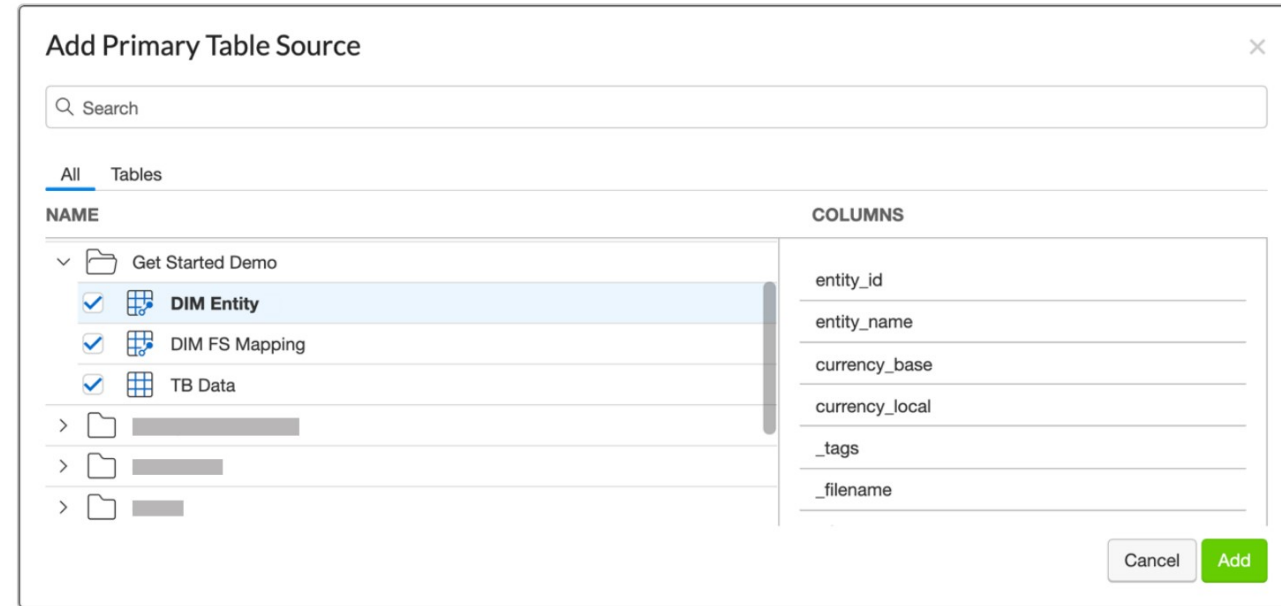 Add Primary Table Source
Search
All Tables
NAME COLUMNS
Get Started Demo
DIM Entity
DIM FS Mapping
TB Data
entity_id
entity_name
currency_base
currency_local
_tags
_filename
Cancel Add